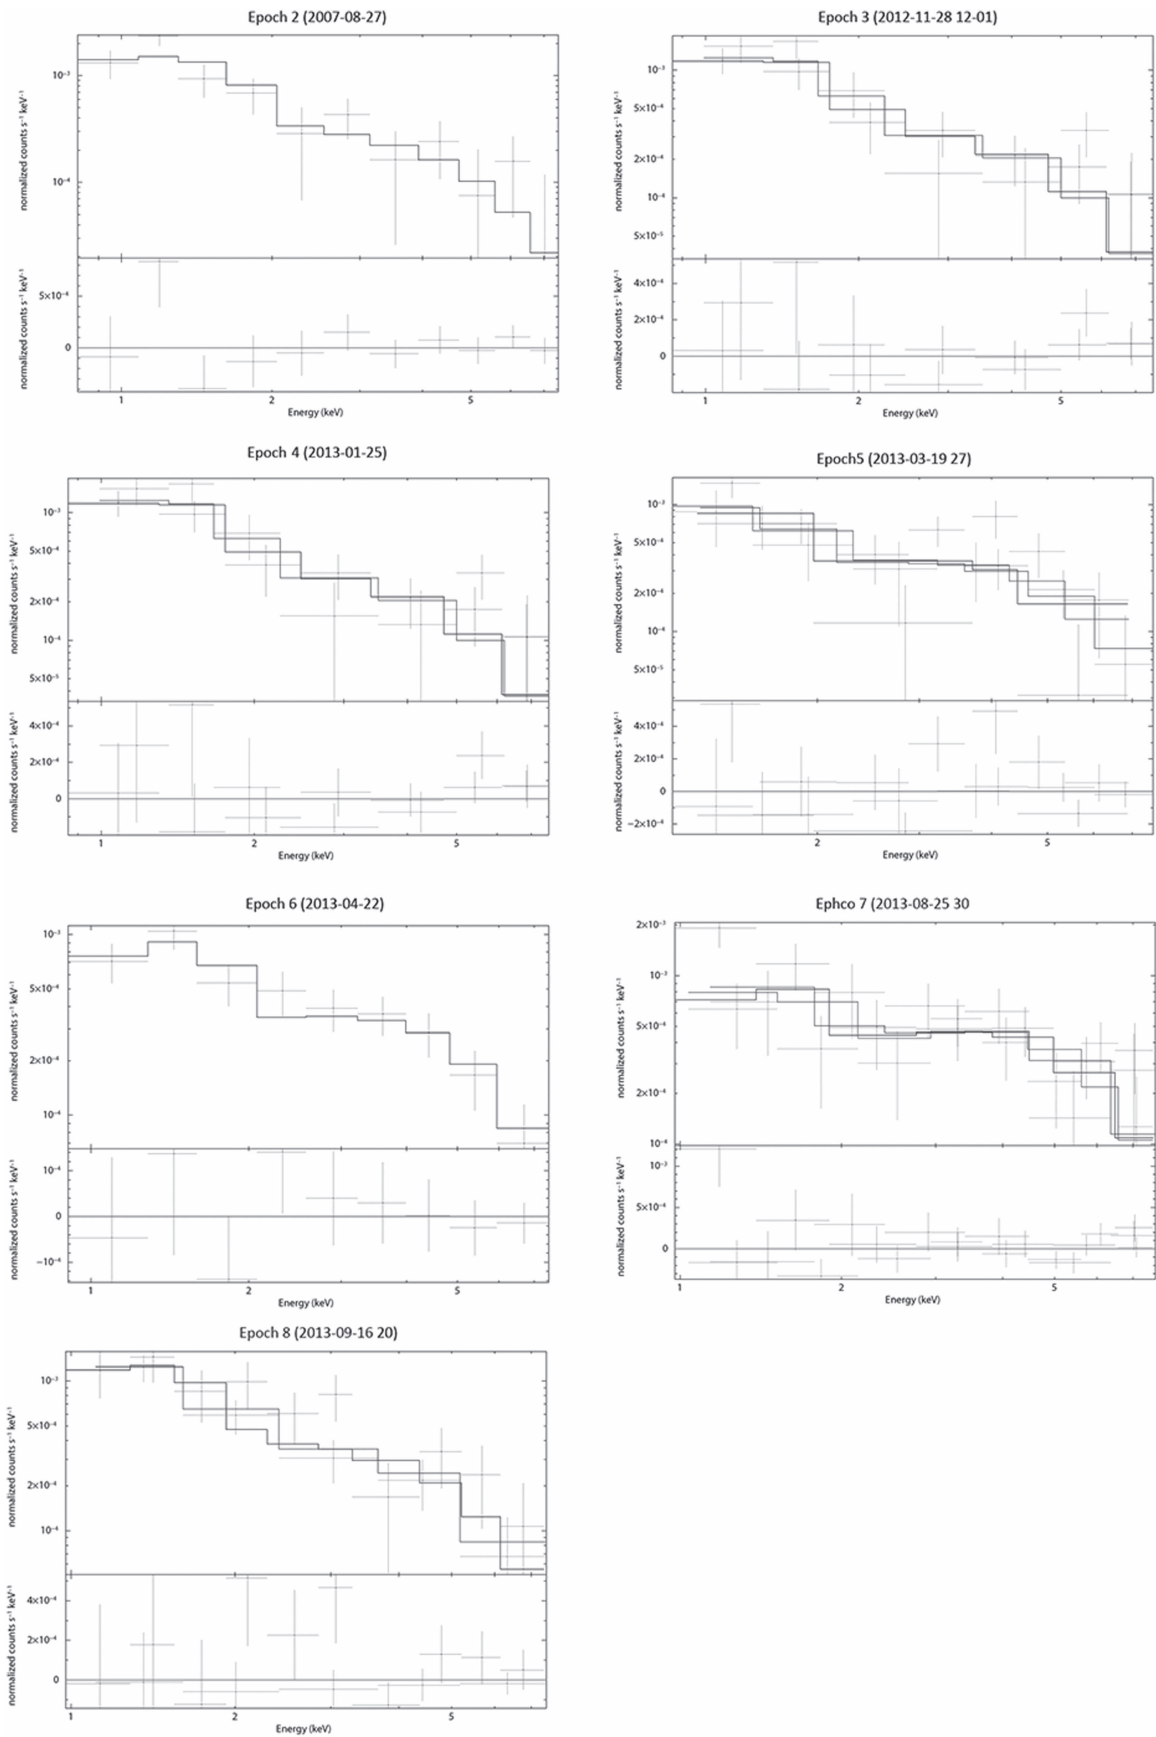 Epoch 2 (2007-08-27)
normalized counts s⁻¹ keV⁻¹
10⁻³
10⁻⁴
normalized counts s⁻¹ keV⁻¹
5×10⁻⁴
0
1
2
5
Energy (keV)
Epoch 3 (2012-11-28 12-01)
normalized counts s⁻¹ keV⁻¹
10⁻³
5×10⁻⁴
2×10⁻⁴
10⁻⁴
5×10⁻⁵
normalized counts s⁻¹ keV⁻¹
4×10⁻⁴
2×10⁻⁴
0
1
2
5
Energy (keV)
Epoch 4 (2013-01-25)
normalized counts s⁻¹ keV⁻¹
10⁻³
5×10⁻⁴
2×10⁻⁴
10⁻⁴
5×10⁻⁵
normalized counts s⁻¹ keV⁻¹
4×10⁻⁴
2×10⁻⁴
0
1
2
5
Energy (keV)
Epoch5 (2013-03-19 27)
normalized counts s⁻¹ keV⁻¹
10⁻³
5×10⁻⁴
2×10⁻⁴
10⁻⁴
5×10⁻⁵
normalized counts s⁻¹ keV⁻¹
4×10⁻⁴
2×10⁻⁴
0
−2×10⁻⁴
2
5
Energy (keV)
Epoch 6 (2013-04-22)
normalized counts s⁻¹ keV⁻¹
10⁻³
5×10⁻⁴
2×10⁻⁴
10⁻⁴
normalized counts s⁻¹ keV⁻¹
10⁻⁴
0
−10⁻⁴
1
2
5
Energy (keV)
Ephco 7 (2013-08-25 30
normalized counts s⁻¹ keV⁻¹
2×10⁻³
10⁻³
5×10⁻⁴
2×10⁻⁴
10⁻⁴
normalized counts s⁻¹ keV⁻¹
10⁻³
5×10⁻⁴
0
1
2
5
Energy (keV)
Epoch 8 (2013-09-16 20)
normalized counts s⁻¹ keV⁻¹
10⁻³
5×10⁻⁴
2×10⁻⁴
10⁻⁴
normalized counts s⁻¹ keV⁻¹
4×10⁻⁴
2×10⁻⁴
0
1
2
5
Energy (keV)